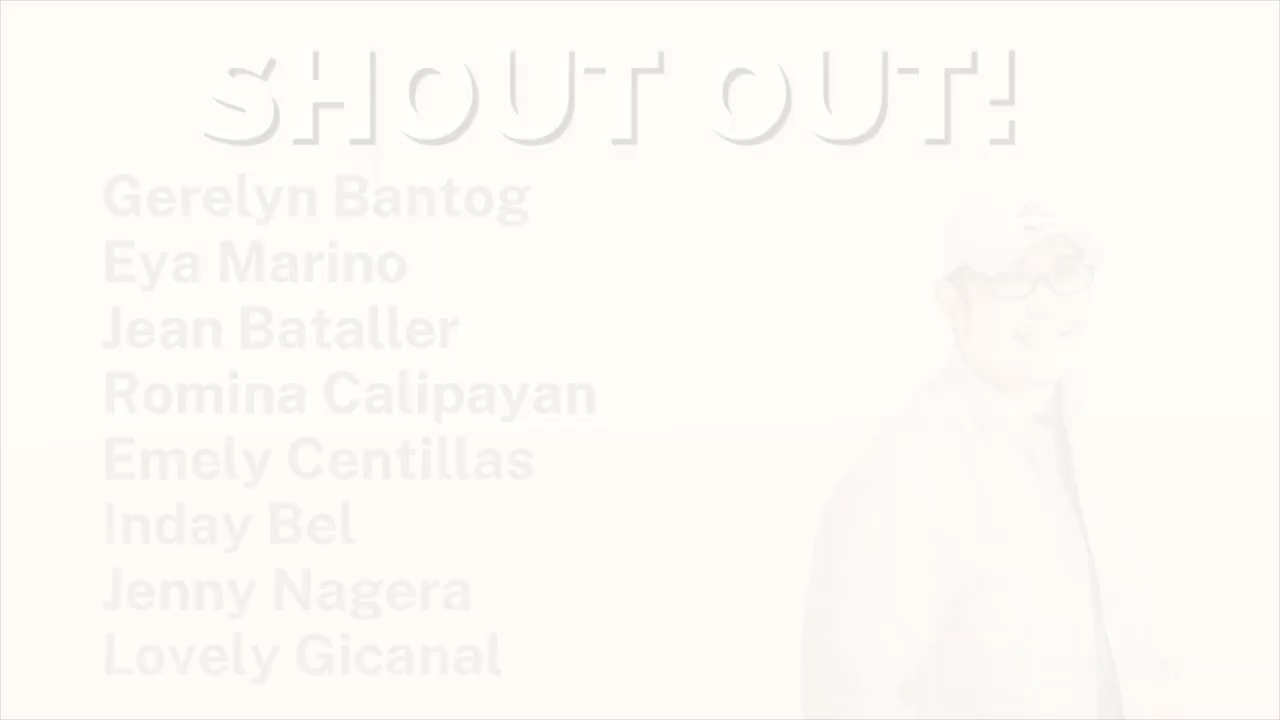 SHOUT OUT!
Gerelyn Bantog
Eya Marino
Jean Bataller
Romina Calipayan
Emely Centillas
Inday Bel
Jenny Nagera
Lovely Gicanal